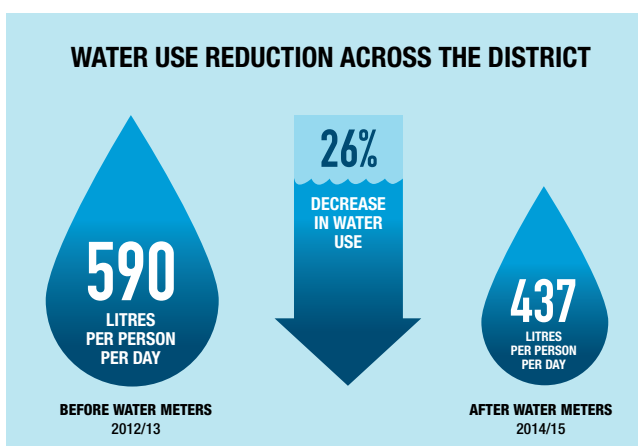 WATER USE REDUCTION ACROSS THE DISTRICT
590
LITRES
PER PERSON
PER DAY
BEFORE WATER METERS
2012/13
26%
DECREASE
IN WATER
USE
437
LITRES
PER PERSON
PER DAY
AFTER WATER METERS
2014/15